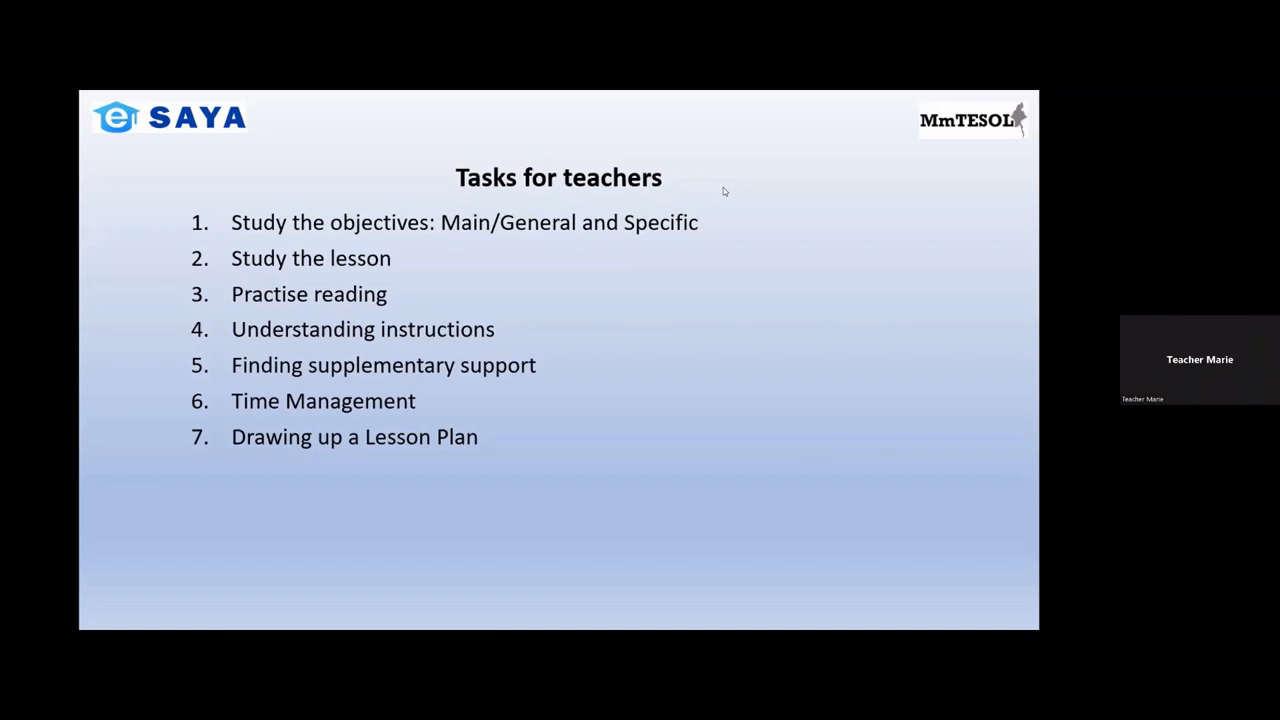 e SAYA
MmTESOL
Tasks for teachers
1. Study the objectives: Main/General and Specific
2. Study the lesson
3. Practise reading
4. Understanding instructions
5. Finding supplementary support
6. Time Management
7. Drawing up a Lesson Plan
Teacher Marie
Teacher Marie